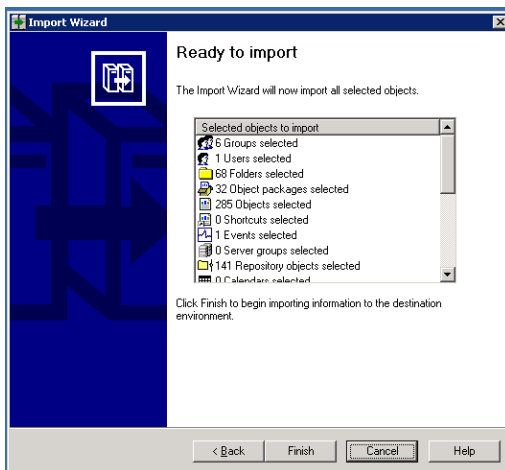 Import Wizard
Ready to import
The Import Wizard will now import all selected objects.
Selected objects to import
6 Groups selected
1 Users selected
68 Folders selected
32 Object packages selected
285 Objects selected
0 Shortcuts selected
1 Events selected
0 Server groups selected
141 Repository objects selected
0 Calendars selected
Click Finish to begin importing information to the destination
environment.
< Back
Finish
Cancel
Help